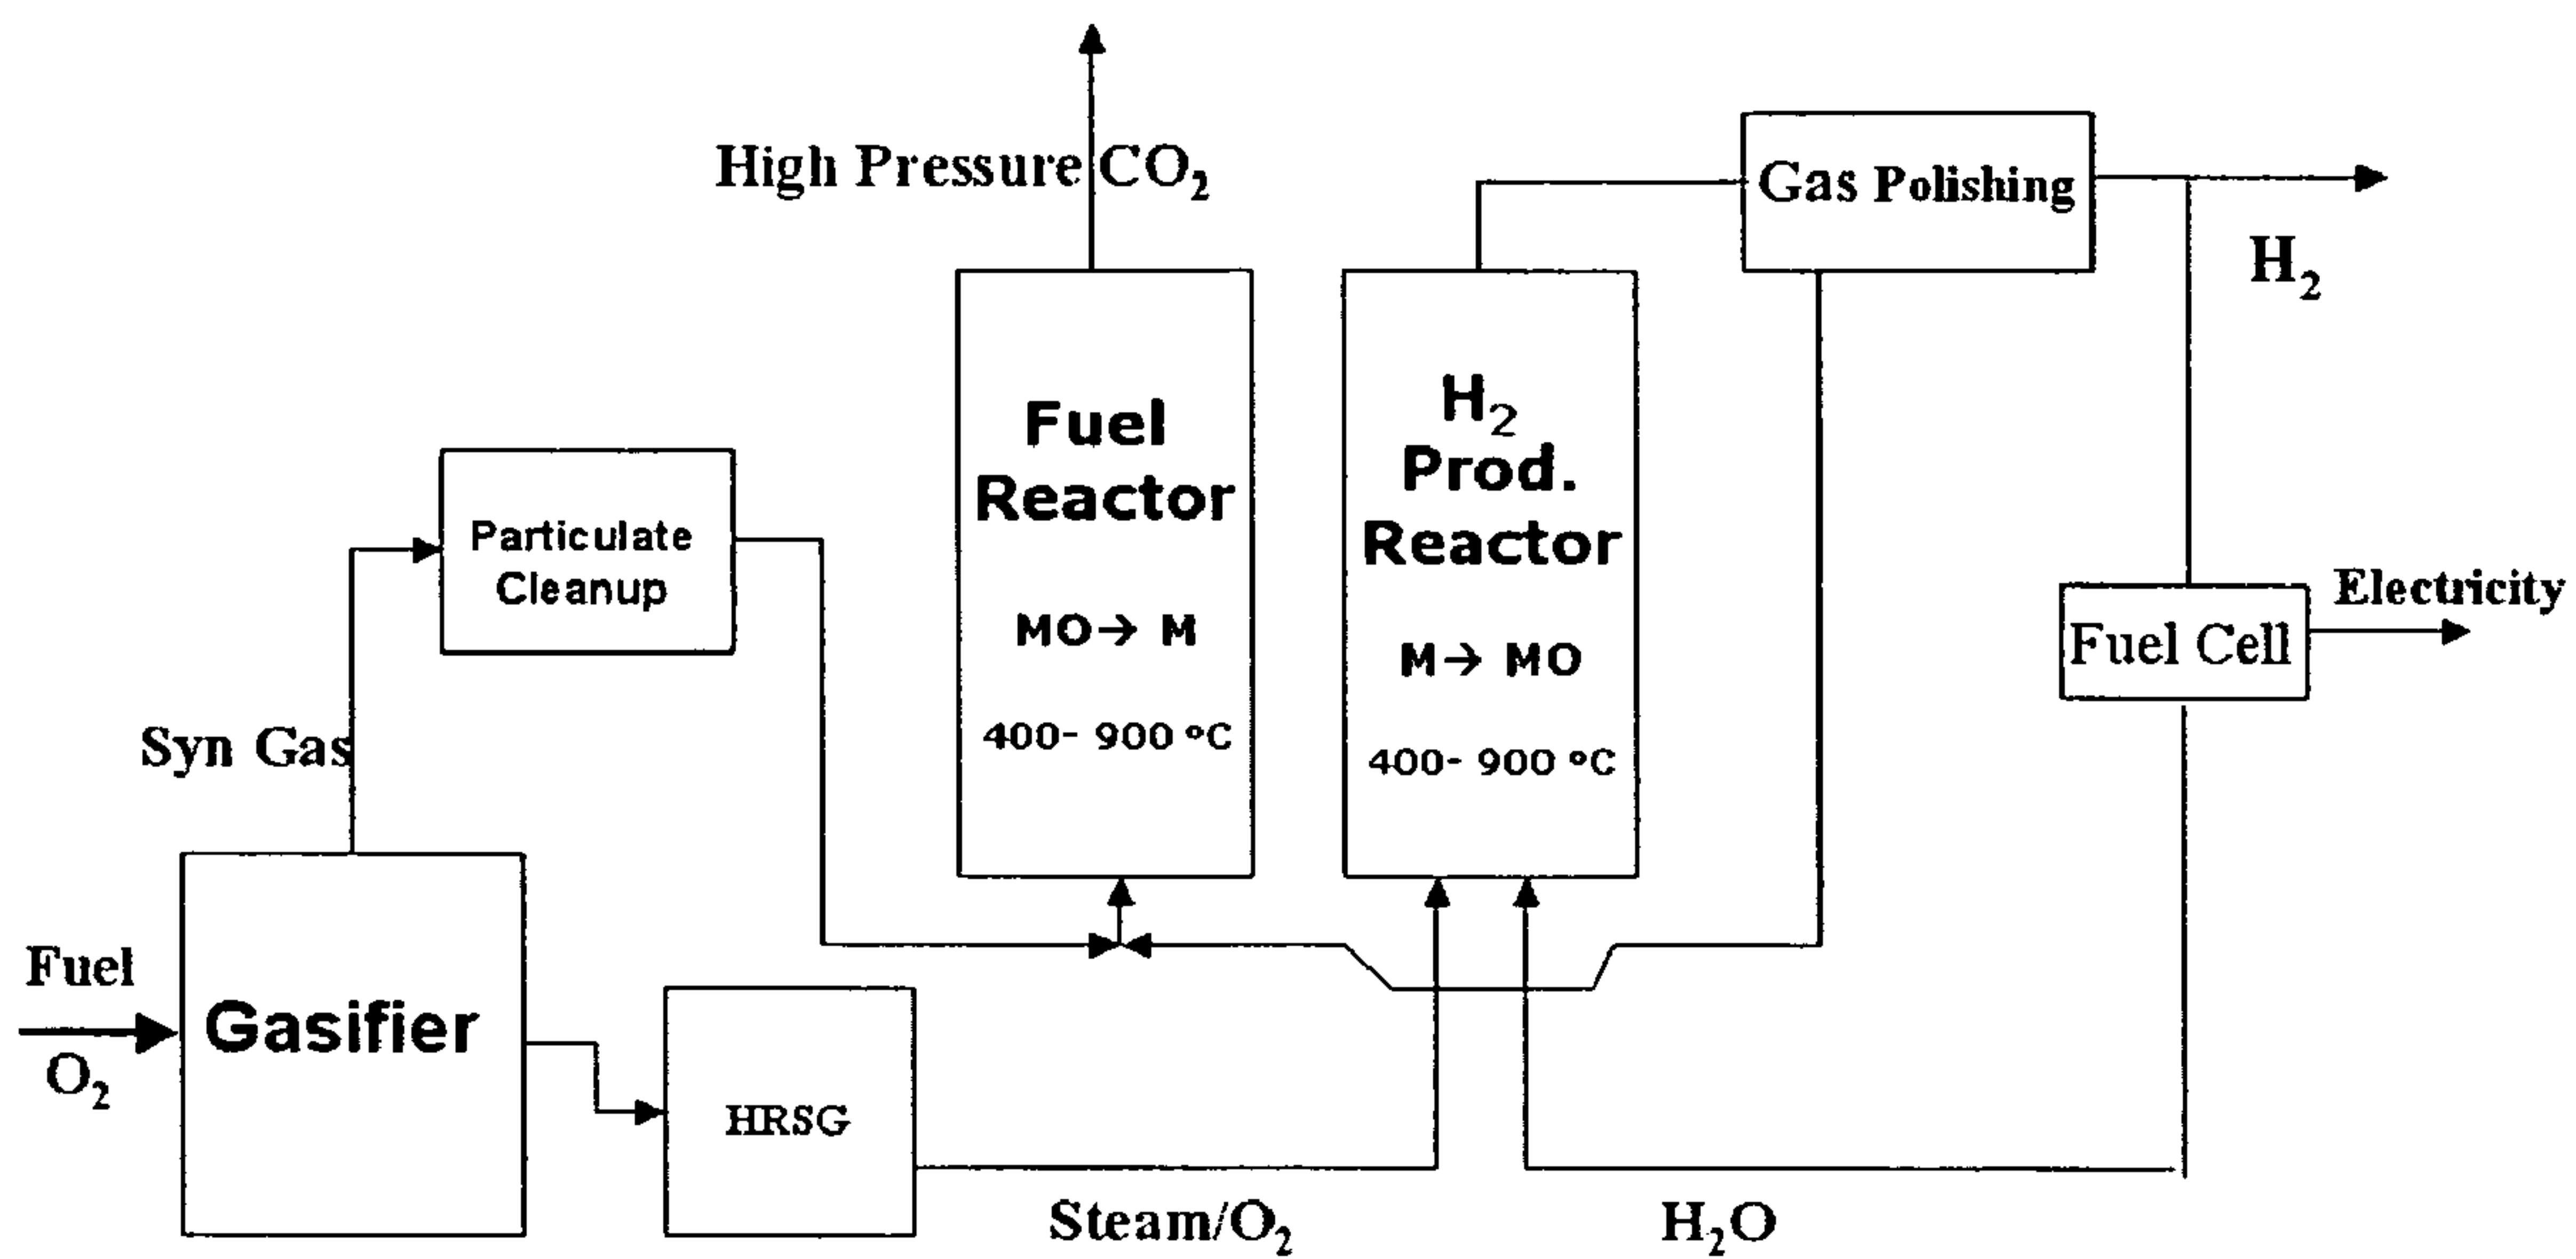 High Pressure CO₂
Gas Polishing
H₂
Fuel
Reactor
MO→ M
400- 900 °C
H₂
Prod.
Reactor
M→ MO
400- 900 °C
Particulate
Cleanup
Electricity
Fuel Cell
Syn Gas
Fuel
O₂
Gasifier
HRSG
Steam/O₂
H₂O